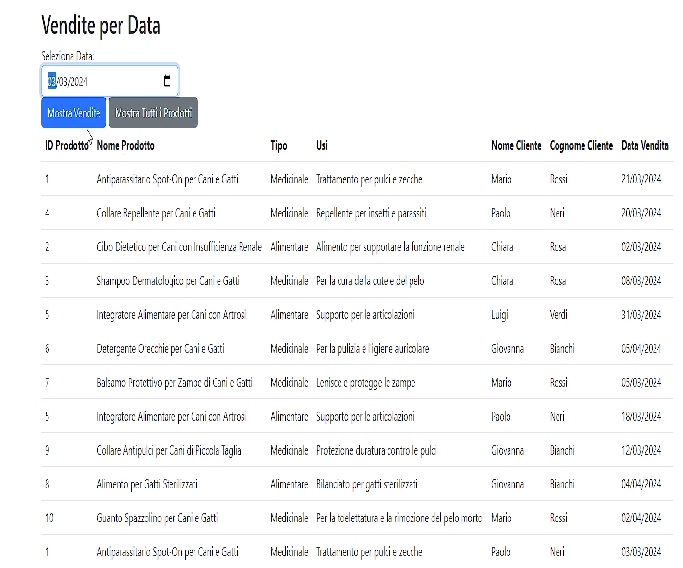 Vendite per Data
Seleziona Data:
03/03/2024
Mostra Vendite Mostra Tutti i Prodotti
ID Prodotto Nome Prodotto Tipo Usi Nome Cliente Cognome Cliente Data Vendita
1 Antiparassitario Spot-On per Cani e Gatti Medicinale Trattamento per pulci e zecche Mario Rossi 21/03/2024
4 Collare Repellente per Cani e Gatti Medicinale Repellente per insetti e parassiti Paolo Neri 20/03/2024
2 Cibo Dietetico per Cani con Insufficienza Renale Alimentare Alimento per supportare la funzione renale Chiara Rosa 02/03/2024
3 Shampoo Dermatologico per Cani e Gatti Medicinale Per la cura della cute e del pelo Chiara Rosa 08/03/2024
5 Integratore Alimentare per Cani con Artrosi Alimentare Supporto per le articolazioni Luigi Verdi 31/03/2024
6 Detergente Orecchie per Cani e Gatti Medicinale Per la pulizia e l'igiene auricolare Giovanna Bianchi 05/04/2024
7 Balsamo Protettivo per Zampe di Cani e Gatti Medicinale Lenisce e protegge le zampe Mario Rossi 05/03/2024
5 Integratore Alimentare per Cani con Artrosi Alimentare Supporto per le articolazioni Paolo Neri 18/03/2024
9 Collare Antipulci per Cani di Piccola Taglia Medicinale Protezione duratura contro le pulci Giovanna Bianchi 12/03/2024
8 Alimento per Gatti Sterilizzati Alimentare Bilanciato per gatti sterilizzati Giovanna Bianchi 04/04/2024
10 Guanto Spazzolino per Cani e Gatti Medicinale Per la toelettatura e la rimozione del pelo morto Mario Rossi 02/04/2024
1 Antiparassitario Spot-On per Cani e Gatti Medicinale Trattamento per pulci e zecche Paolo Neri 03/03/2024